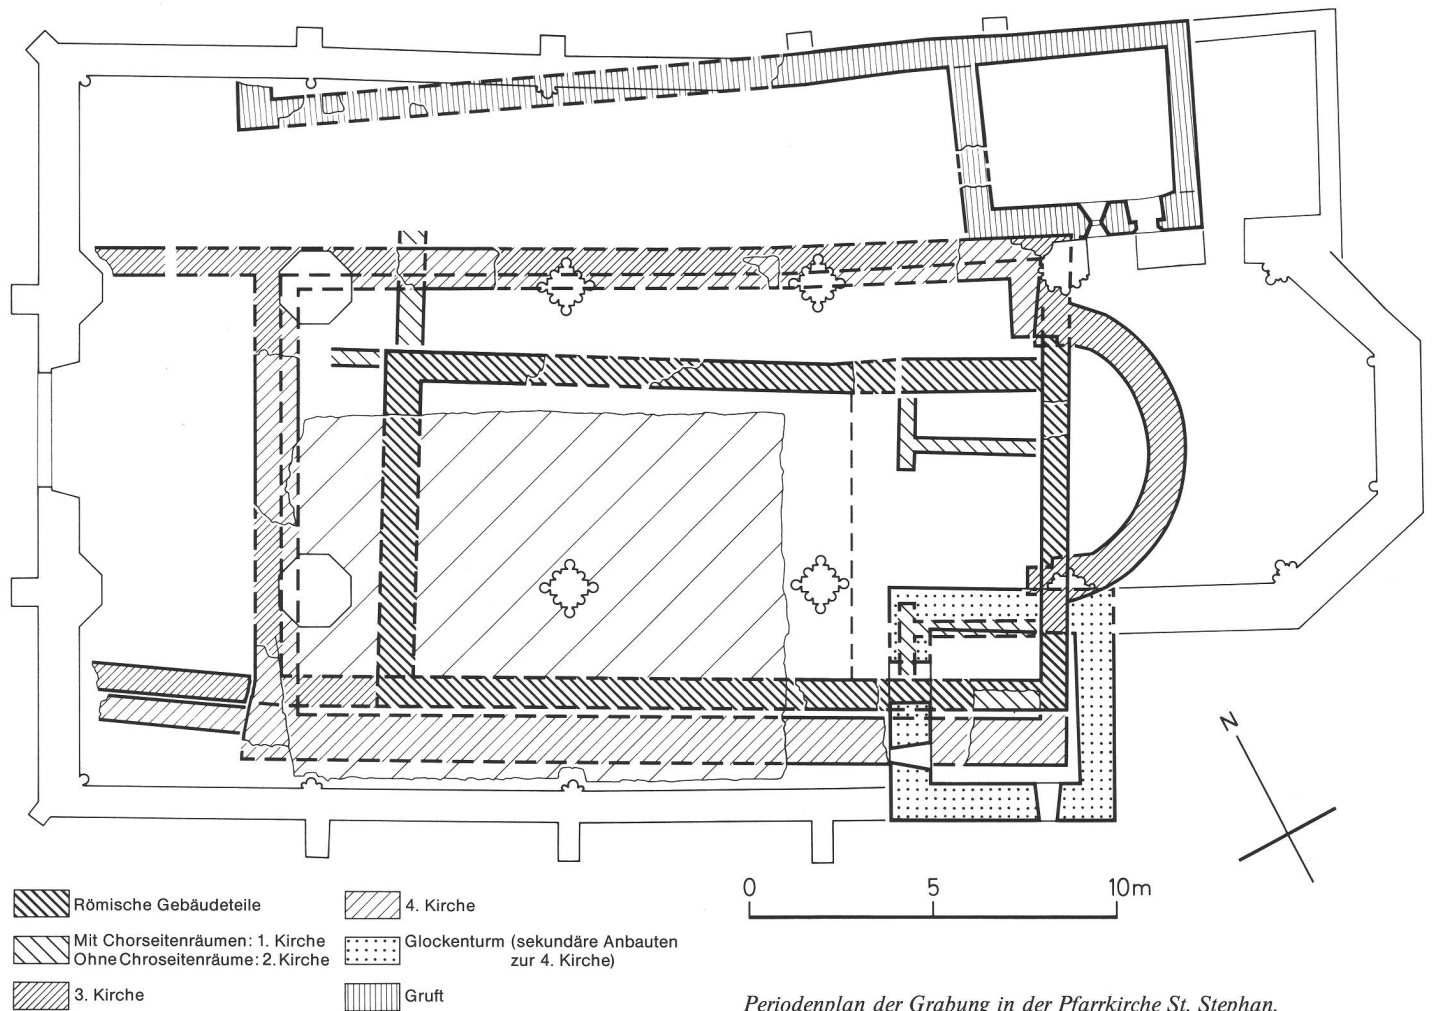 N
0 5 10m
Römische Gebäudeteile
Mit Chorseitenräumen: 1. Kirche
Ohne Chroseitenräume: 2. Kirche
3. Kirche
4. Kirche
Glockenturm (sekundäre Anbauten
zur 4. Kirche)
Gruft
Periodenplan der Grabung in der Pfarrkirche St. Stephan.